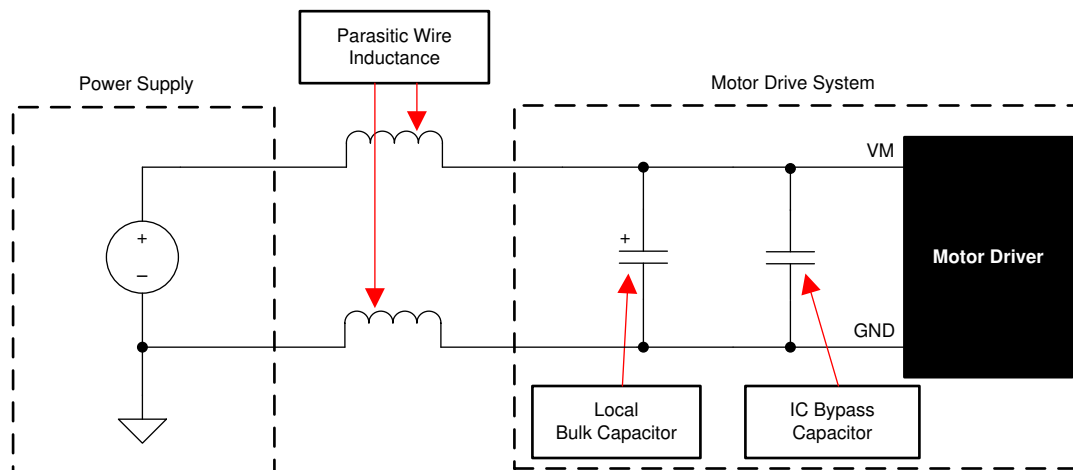 Parasitic Wire
Inductance
Power Supply
Motor Drive System
VM
+
–
+
Motor Driver
GND
Local
Bulk Capacitor
IC Bypass
Capacitor